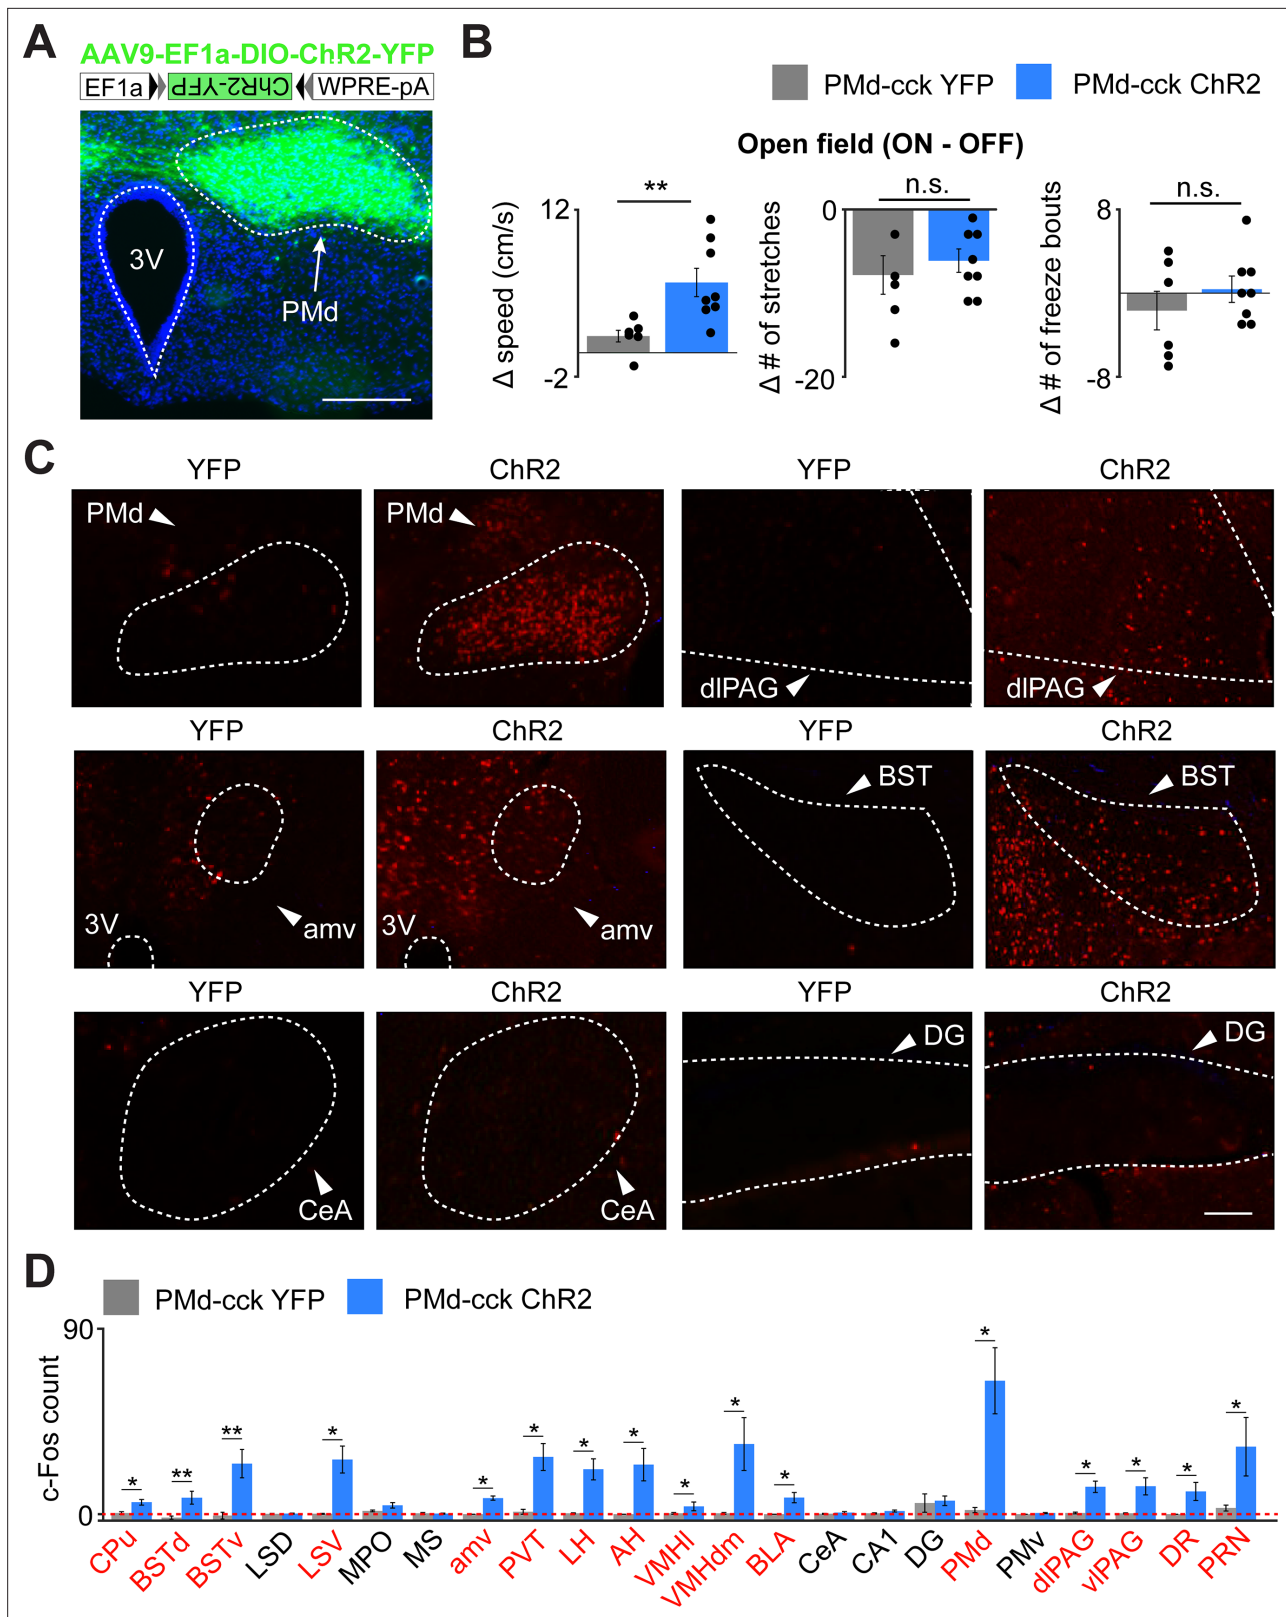 A
AAV9-EF1a-DIO-ChR2-YFP
EF1a ChR2-YFP WPRE-pA
3V
PMd
B
PMd-cck YFP PMd-cck ChR2
Open field (ON - OFF)
** n.s. n.s.
12 0 8
Δ speed (cm/s) Δ # of stretches Δ # of freeze bouts
-2 -20 -8
C
YFP ChR2 YFP ChR2
PMd PMd dlPAG dlPAG
YFP ChR2 YFP ChR2
3V amv 3V amv BST BST
YFP ChR2 YFP ChR2
CeA CeA DG DG
D
PMd-cck YFP PMd-cck ChR2
90
c-Fos count
0
* ** ** * * * * * * * * * * * * *
CPu BSTd BSTv LSD LSV MPO MS amv PVT LH AH VMHl VMHdm BLA CeA CA1 DG PMd PMv dlPAG vlPAG DR PRN